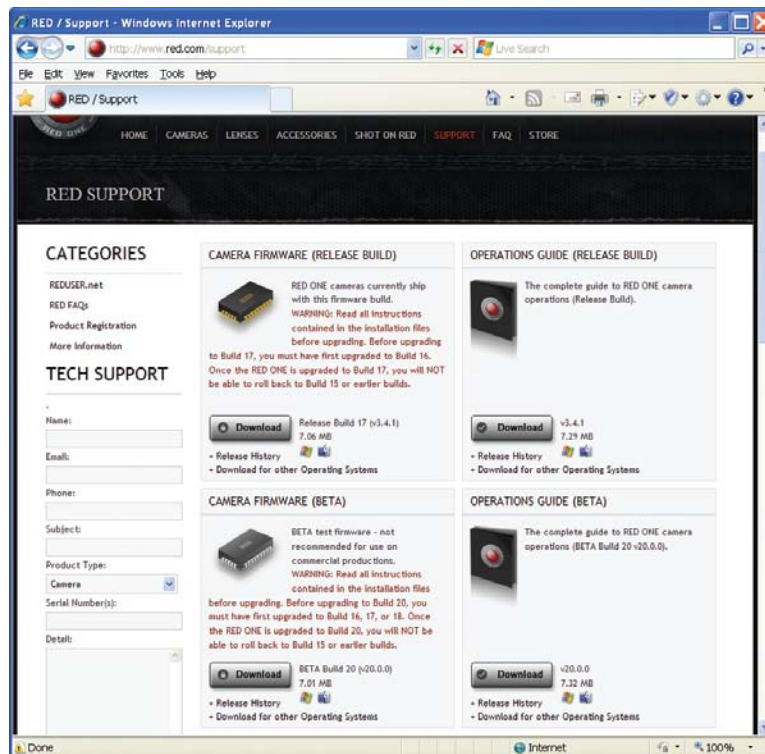 RED / Support - Windows Internet Explorer
http://www.red.com/support
Live Search
File Edit View Favorites Tools Help
RED / Support
RED ONE
HOME CAMERAS LENSES ACCESSORIES SHOT ON RED SUPPORT FAQ STORE
RED SUPPORT
CATEGORIES
REDUSER.net
RED FAQs
Product Registration
More Information
TECH SUPPORT
Name:
Email:
Phone:
Subject:
Product Type:
Camera
Serial Number(s):
Detail:
CAMERA FIRMWARE (RELEASE BUILD)
RED ONE cameras currently ship
with this firmware build.
WARNING: Read all instructions
contained in the installation files
before upgrading. Before upgrading
to Build 17, you must have first upgraded to Build 16.
Once the RED ONE is upgraded to Build 17, you will NOT
be able to roll back to Build 15 or earlier builds.
Download
Release Build 17 (v3.4.1)
7.06 MB
- Release History
- Download for other Operating Systems
OPERATIONS GUIDE (RELEASE BUILD)
The complete guide to RED ONE camera
operations (Release Build).
Download
v3.4.1
7.29 MB
- Release History
- Download for other Operating Systems
CAMERA FIRMWARE (BETA)
BETA test firmware - not
recommended for use on
commercial productions.
WARNING: Read all instructions
contained in the installation files
before upgrading. Before upgrading to Build 20, you
must have first upgraded to Build 16, 17, or 18. Once
the RED ONE is upgraded to Build 20, you will NOT be
able to roll back to Build 15 or earlier builds.
Download
BETA Build 20 (v20.0.0)
7.01 MB
- Release History
- Download for other Operating Systems
OPERATIONS GUIDE (BETA)
The complete guide to RED ONE camera
operations (BETA Build 20 v20.0.0).
Download
v20.0.0
7.32 MB
- Release History
- Download for other Operating Systems
Done
Internet
100%